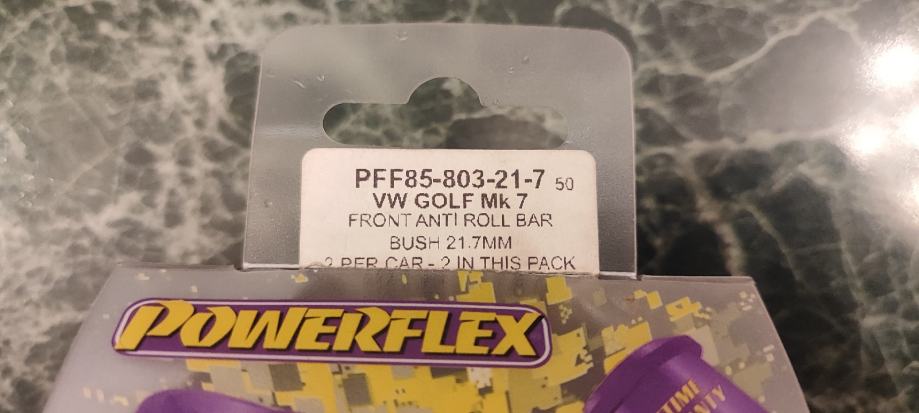 PFF85-803-21-7 50
VW GOLF Mk 7
FRONT ANTI ROLL BAR
BUSH 21.7MM
2 PER CAR - 2 IN THIS PACK
POWERFLEX